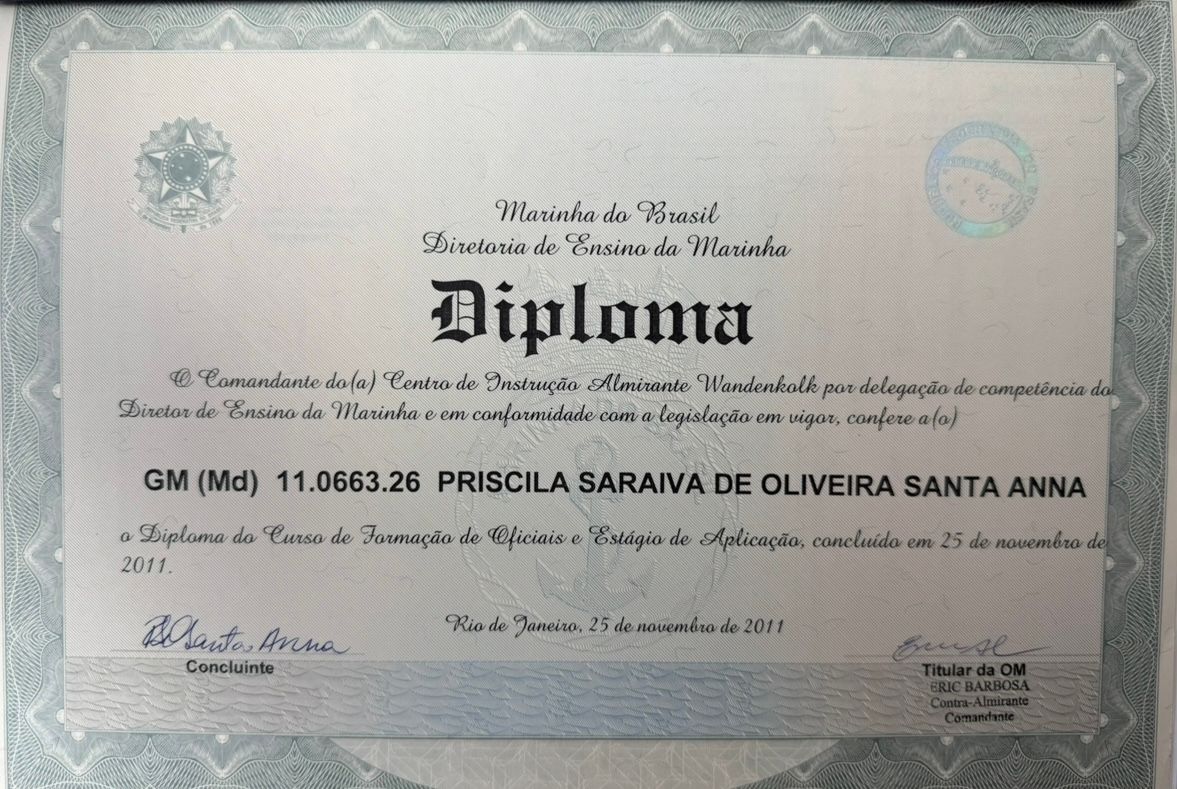 Marinha do Brasil
Diretoria de Ensino da Marinha
Diploma
O Comandante do(a) Centro de Instrução Almirante Wandenkolk por delegação de competência do
Diretor de Ensino da Marinha e em conformidade com a legislação em vigor, confere a(o)
GM (Md) 11.0663.26 PRISCILA SARAIVA DE OLIVEIRA SANTA ANNA
o Diploma do Curso de Formação de Oficiais e Estágio de Aplicação, concluído em 25 de novembro de
2011.
Rio de Janeiro, 25 de novembro de 2011
Santa Anna
Concluinte
Titular da OM
ERIC BARBOSA
Contra-Almirante
Comandante